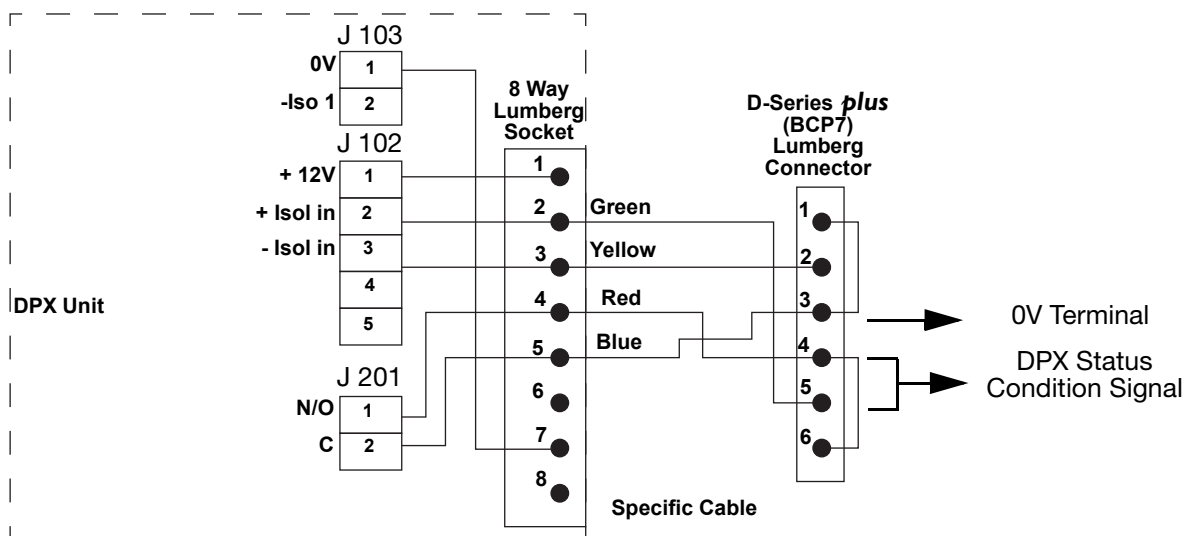 J 103
0V 1
-Iso 1 2
J 102
+ 12V 1
+ Isol in 2
- Isol in 3
4
5
DPX Unit
J 201
N/O 1
C 2
8 Way
Lumberg
Socket
1
2
3
4
5
6
7
8
Green
Yellow
Red
Blue
Specific Cable
D-Series plus
(BCP7)
Lumberg
Connector
1
2
3
4
5
6
0V Terminal
DPX Status
Condition Signal